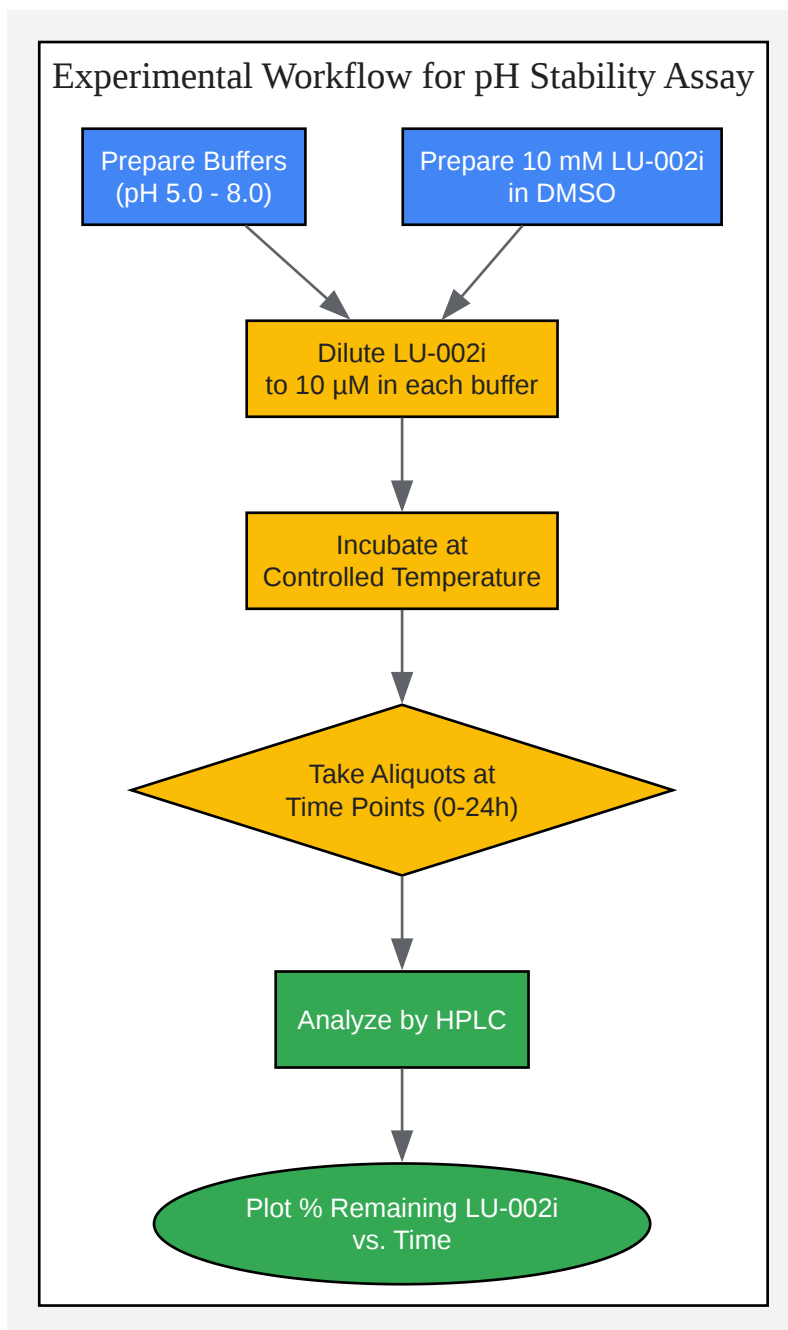 Experimental Workflow for pH Stability Assay
Prepare Buffers
(pH 5.0 - 8.0)
Prepare 10 mM LU-002i
in DMSO
Dilute LU-002i
to 10 µM in each buffer
Incubate at
Controlled Temperature
Take Aliquots at
Time Points (0-24h)
Analyze by HPLC
Plot % Remaining LU-002i
vs. Time